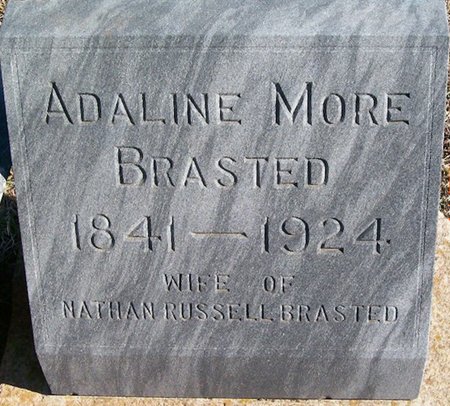 ADALINE MORE
BRASTED
1841 — 1924
WIFE OF
NATHAN RUSSELL BRASTED